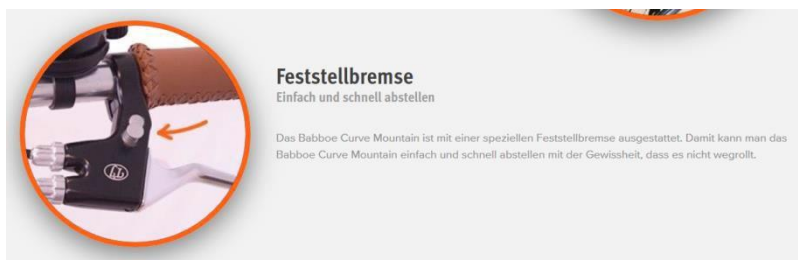 Feststellbremse
Einfach und schnell abstellen
Das Babboe Curve Mountain ist mit einer speziellen Feststellbremse ausgestattet. Damit kann man das
Babboe Curve Mountain einfach und schnell abstellen mit der Gewissheit, dass es nicht wegrollt.